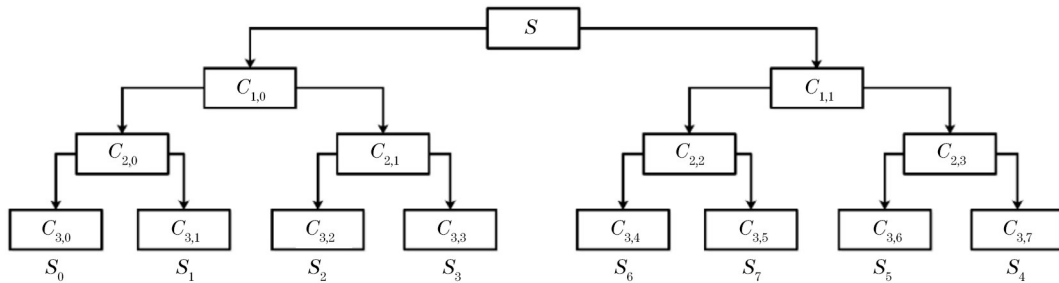 S
C1,0 C1,1
C2,0 C2,1 C2,2 C2,3
C3,0 C3,1 C3,2 C3,3 C3,4 C3,5 C3,6 C3,7
S0 S1 S2 S3 S6 S7 S5 S4